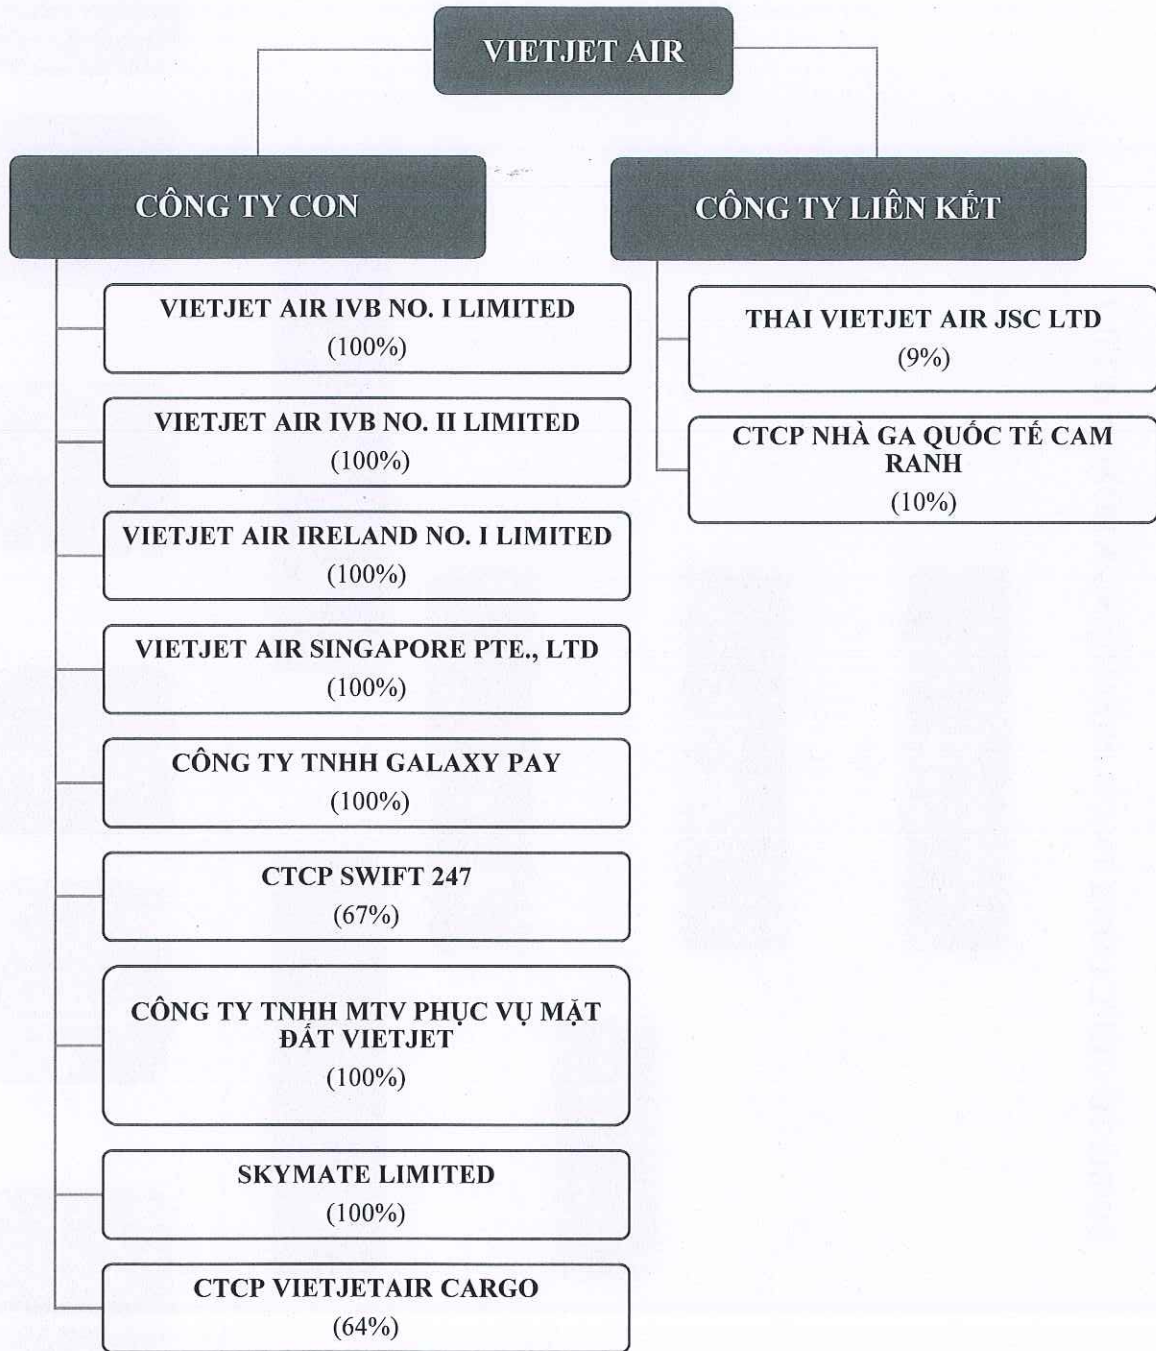 VIETJET AIR
CÔNG TY CON
VIETJET AIR IVB NO. I LIMITED
(100%)
VIETJET AIR IVB NO. II LIMITED
(100%)
VIETJET AIR IRELAND NO. I LIMITED
(100%)
VIETJET AIR SINGAPORE PTE., LTD
(100%)
CÔNG TY TNHH GALAXY PAY
(100%)
CTCP SWIFT 247
(67%)
CÔNG TY TNHH MTV PHỤC VỤ MẶT
ĐẤT VIETJET
(100%)
SKYMATE LIMITED
(100%)
CTCP VIETJETAIR CARGO
(64%)
CÔNG TY LIÊN KẾT
THAI VIETJET AIR JSC LTD
(9%)
CTCP NHÀ GA QUỐC TẾ CAM
RANH
(10%)